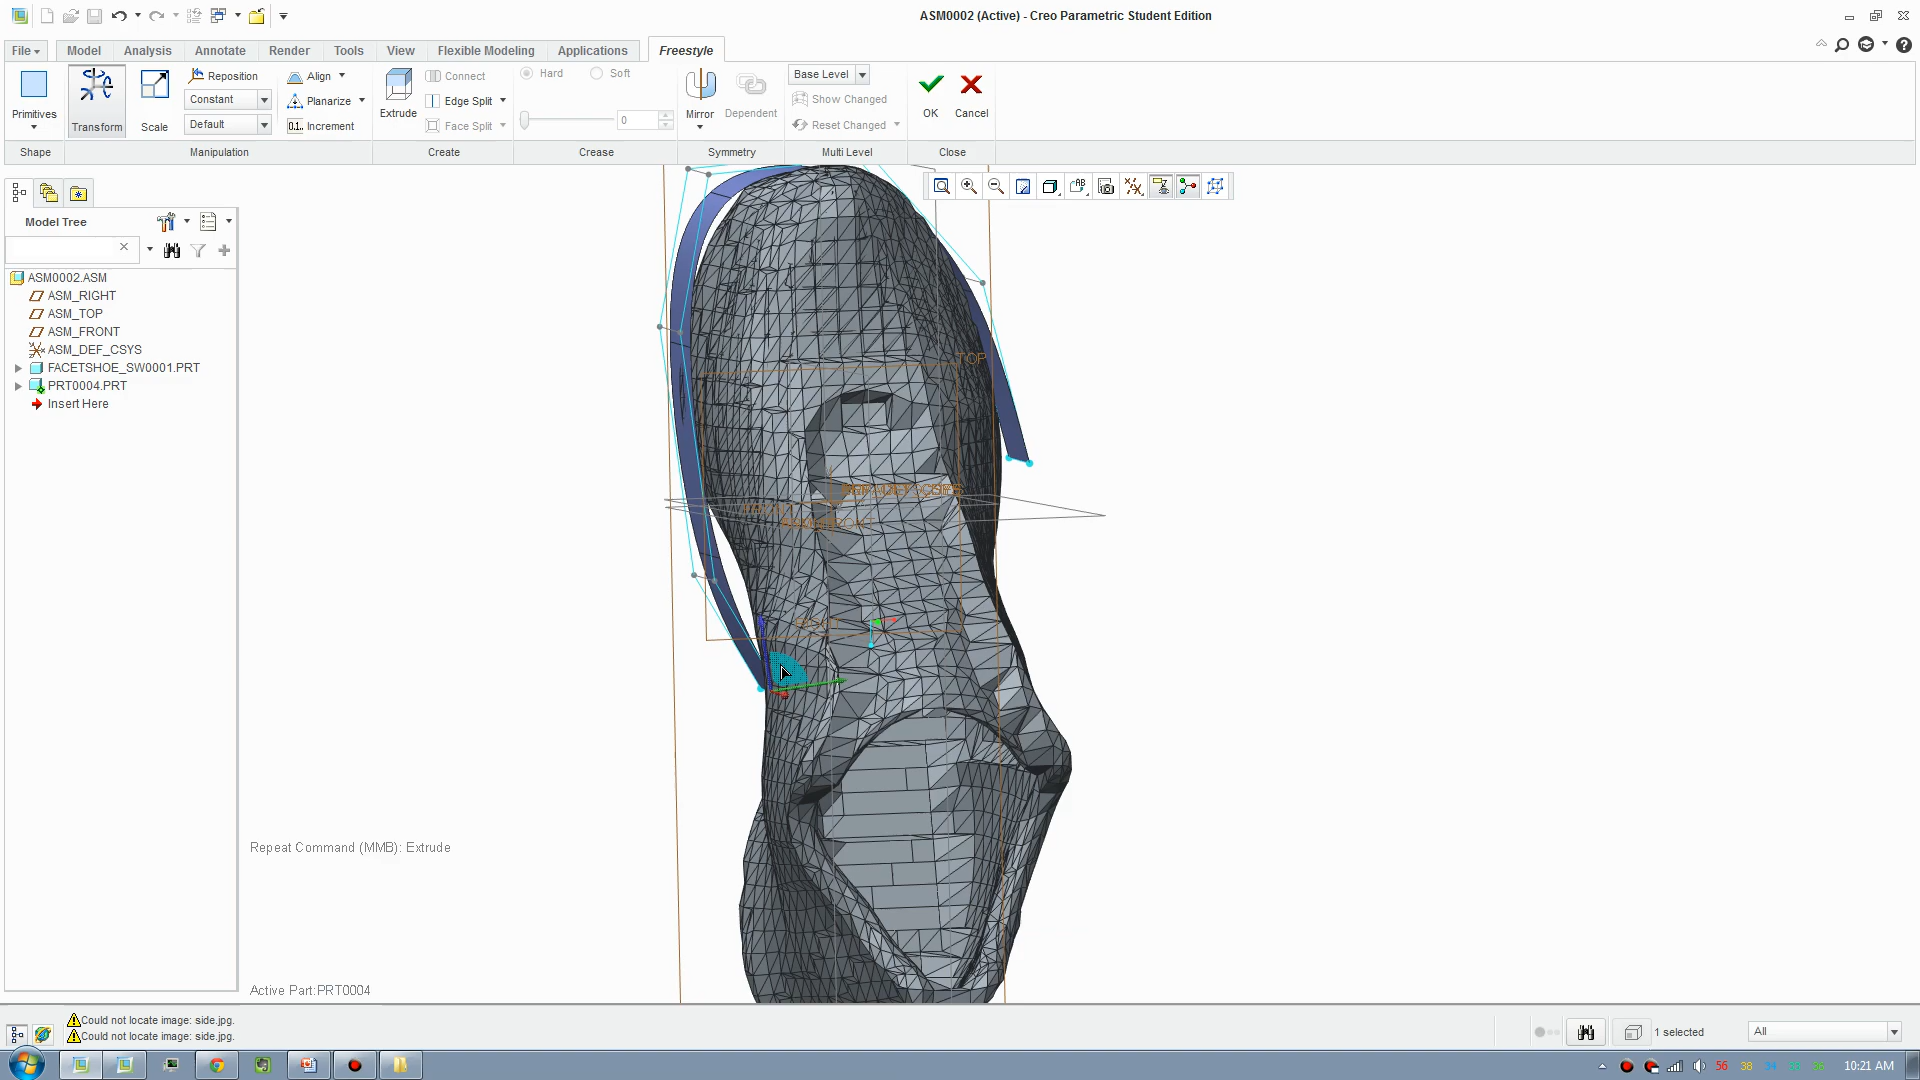 ASM0002 (Active) - Creo Parametric Student Edition
File Model Analysis Annotate Render Tools View Flexible Modeling Applications Freestyle
Primitives
Transform
Scale
Reposition
Constant
Default
Align
Planarize
0.1.. Increment
Extrude
Connect
Edge Split
Face Split
Hard Soft
0
Mirror
Dependent
Base Level
Show Changed
Reset Changed
OK
Cancel
Shape Manipulation Create Crease Symmetry Multi Level Close
Model Tree
ASM0002.ASM
ASM_RIGHT
ASM_TOP
ASM_FRONT
ASM_DEF_CSYS
FACETSHOE_SW0001.PRT
PRT0004.PRT
Insert Here
TOP
Repeat Command (MMB): Extrude
Active Part:PRT0004
Could not locate image: side.jpg.
Could not locate image: side.jpg.
1 selected
All
56 38 10:21 AM